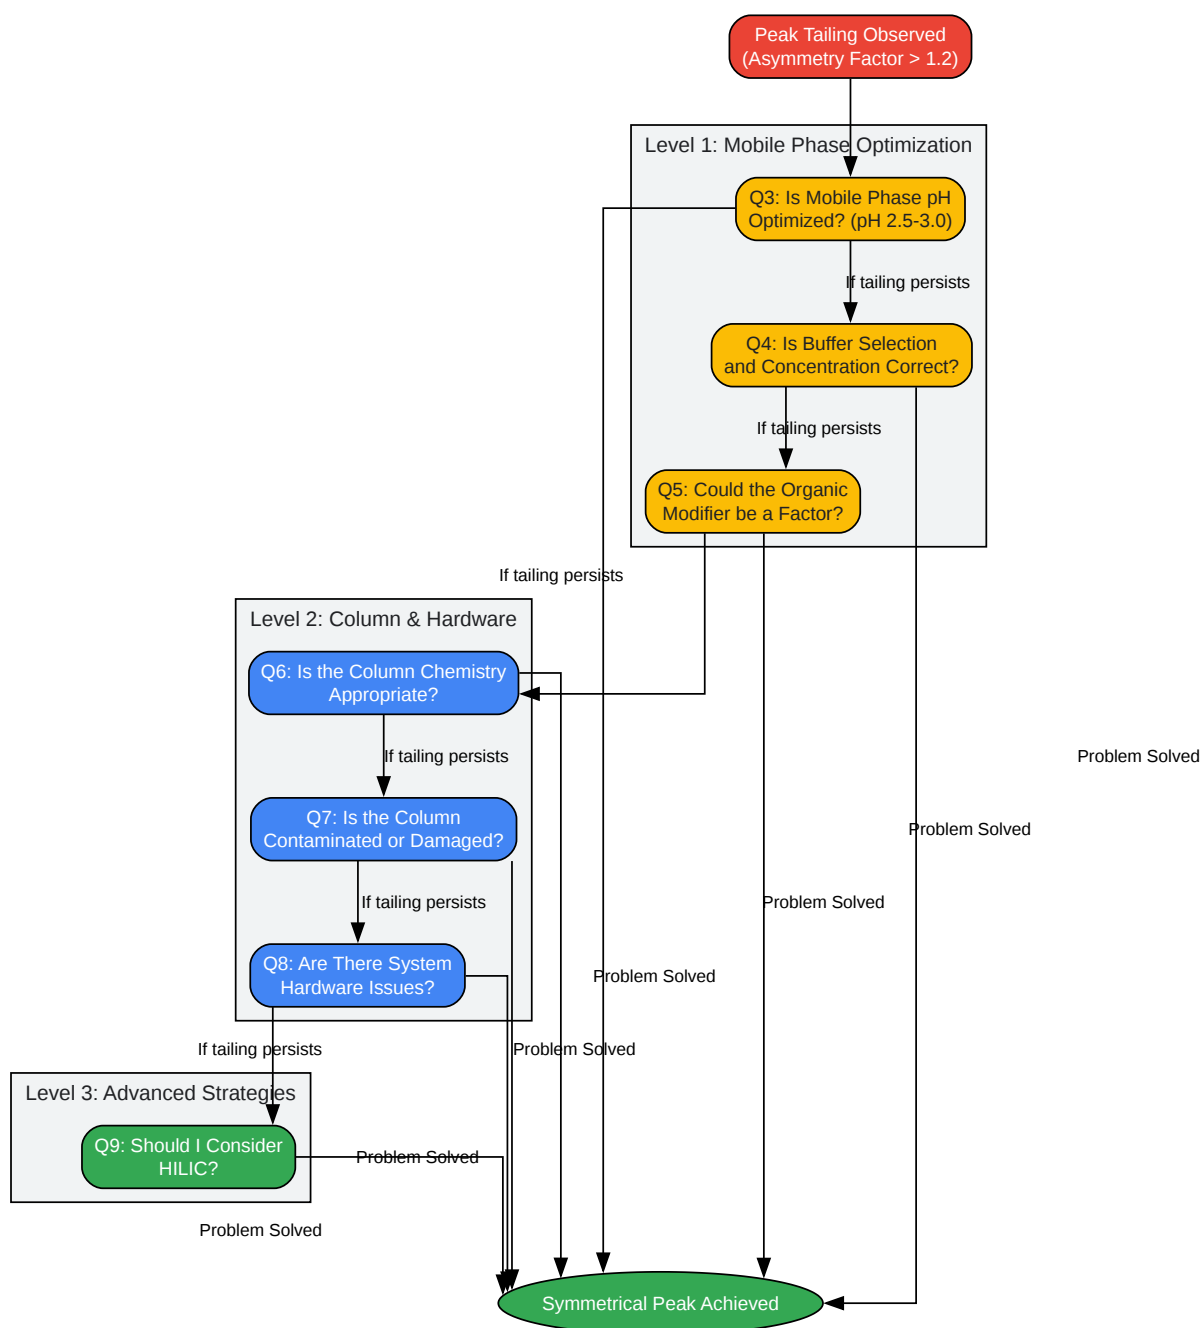 Peak Tailing Observed
(Asymmetry Factor > 1.2)
Level 1: Mobile Phase Optimization
Q3: Is Mobile Phase pH
Optimized? (pH 2.5-3.0)
If tailing persists
Q4: Is Buffer Selection
and Concentration Correct?
If tailing persists
Q5: Could the Organic
Modifier be a Factor?
If tailing persists
Level 2: Column & Hardware
Q6: Is the Column Chemistry
Appropriate?
If tailing persists
Problem Solved
Q7: Is the Column
Contaminated or Damaged?
Problem Solved
If tailing persists
Problem Solved
Q8: Are There System
Hardware Issues?
Problem Solved
If tailing persists
Problem Solved
Level 3: Advanced Strategies
Q9: Should I Consider
HILIC?
Problem Solved
Problem Solved
Symmetrical Peak Achieved